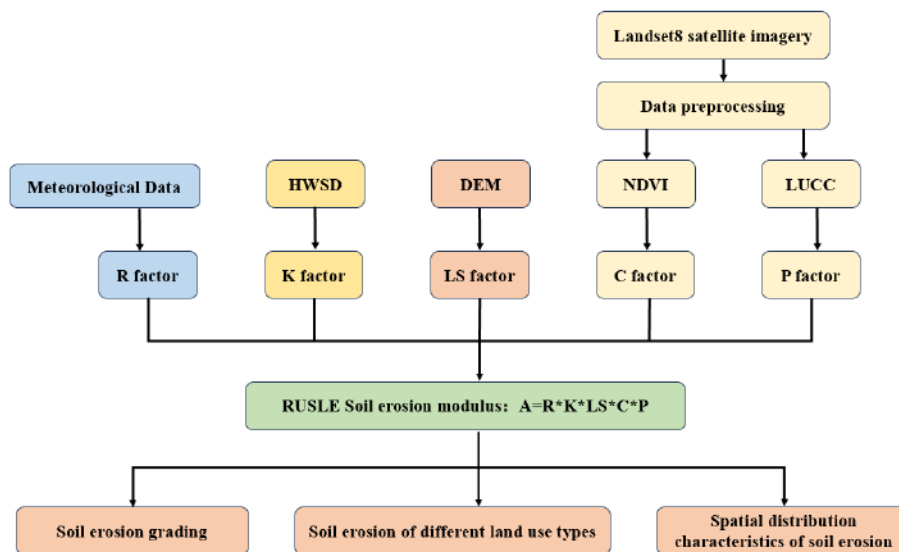 Landset8 satellite imagery
Data preprocessing
Meteorological Data
HWSD
DEM
NDVI
LUCC
R factor
K factor
LS factor
C factor
P factor
RUSLE Soil erosion modulus: A=R*K*LS*C*P
Soil erosion grading
Soil erosion of different land use types
Spatial distribution
characteristics of soil erosion